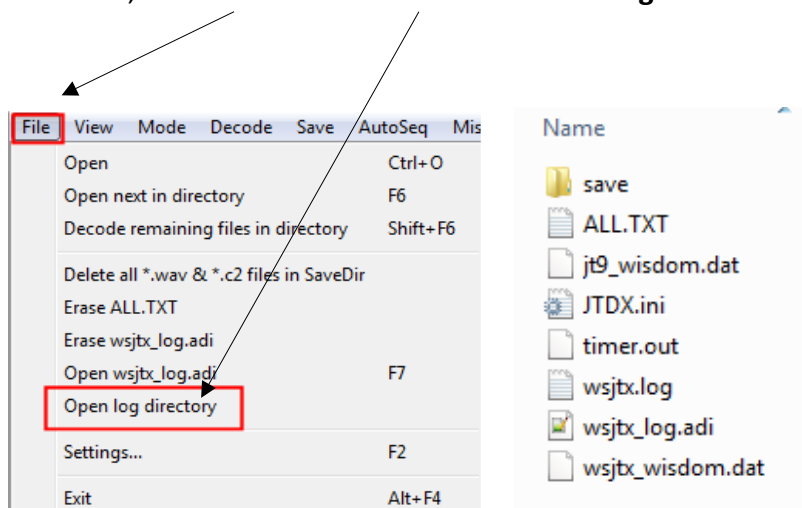 File View Mode Decode Save AutoSeq Mis
Open Ctrl+O
Open next in directory F6
Decode remaining files in directory Shift+F6
Delete all *.wav & *.c2 files in SaveDir
Erase ALL.TXT
Erase wsjtx_log.adi
Open wsjtx_log.adi F7
Open log directory
Settings... F2
Exit Alt+F4
Name
save
ALL.TXT
jt9_wisdom.dat
JTDX.ini
timer.out
wsjtx.log
wsjtx_log.adi
wsjtx_wisdom.dat